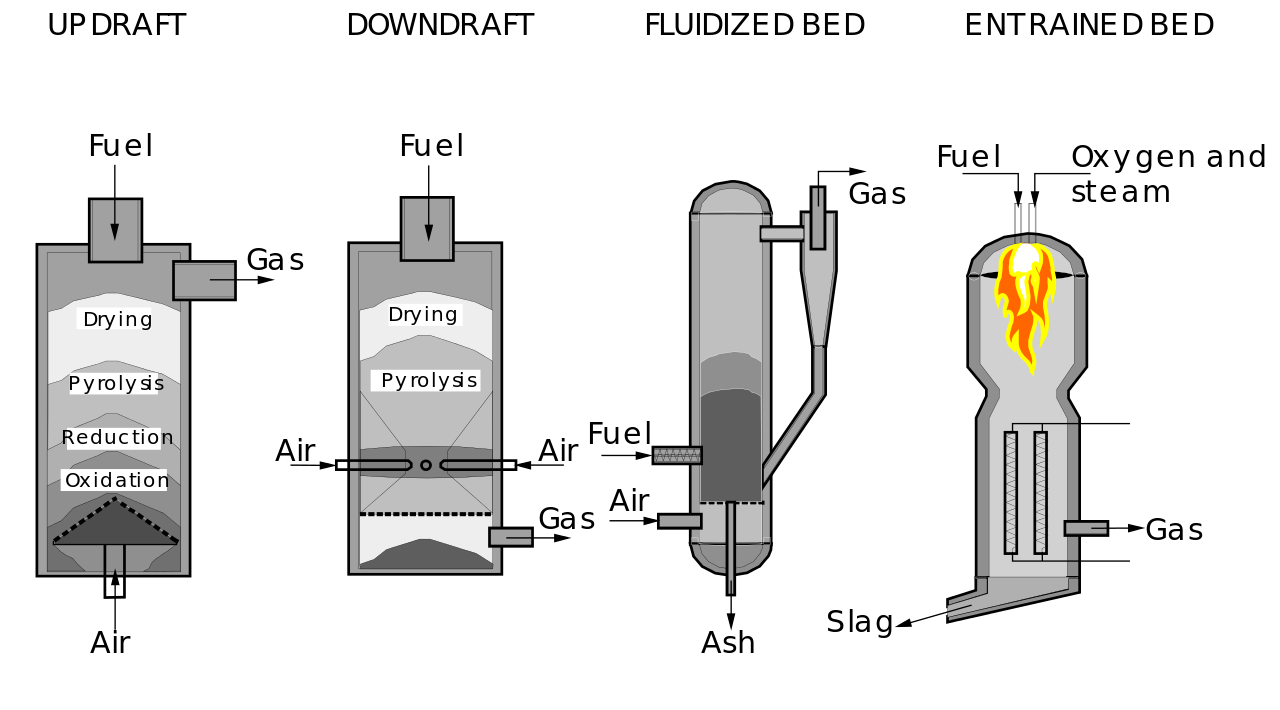 UPDRAFT
DOWNDRAFT
FLUIDIZED BED
ENTRAINED BED
Fuel
Gas
Drying
Pyrolysis
Reduction
Oxidation
Air
Fuel
Drying
Pyrolysis
Air
Air
Gas
Gas
Fuel
Air
Ash
Fuel
Oxygen and
steam
Gas
Slag